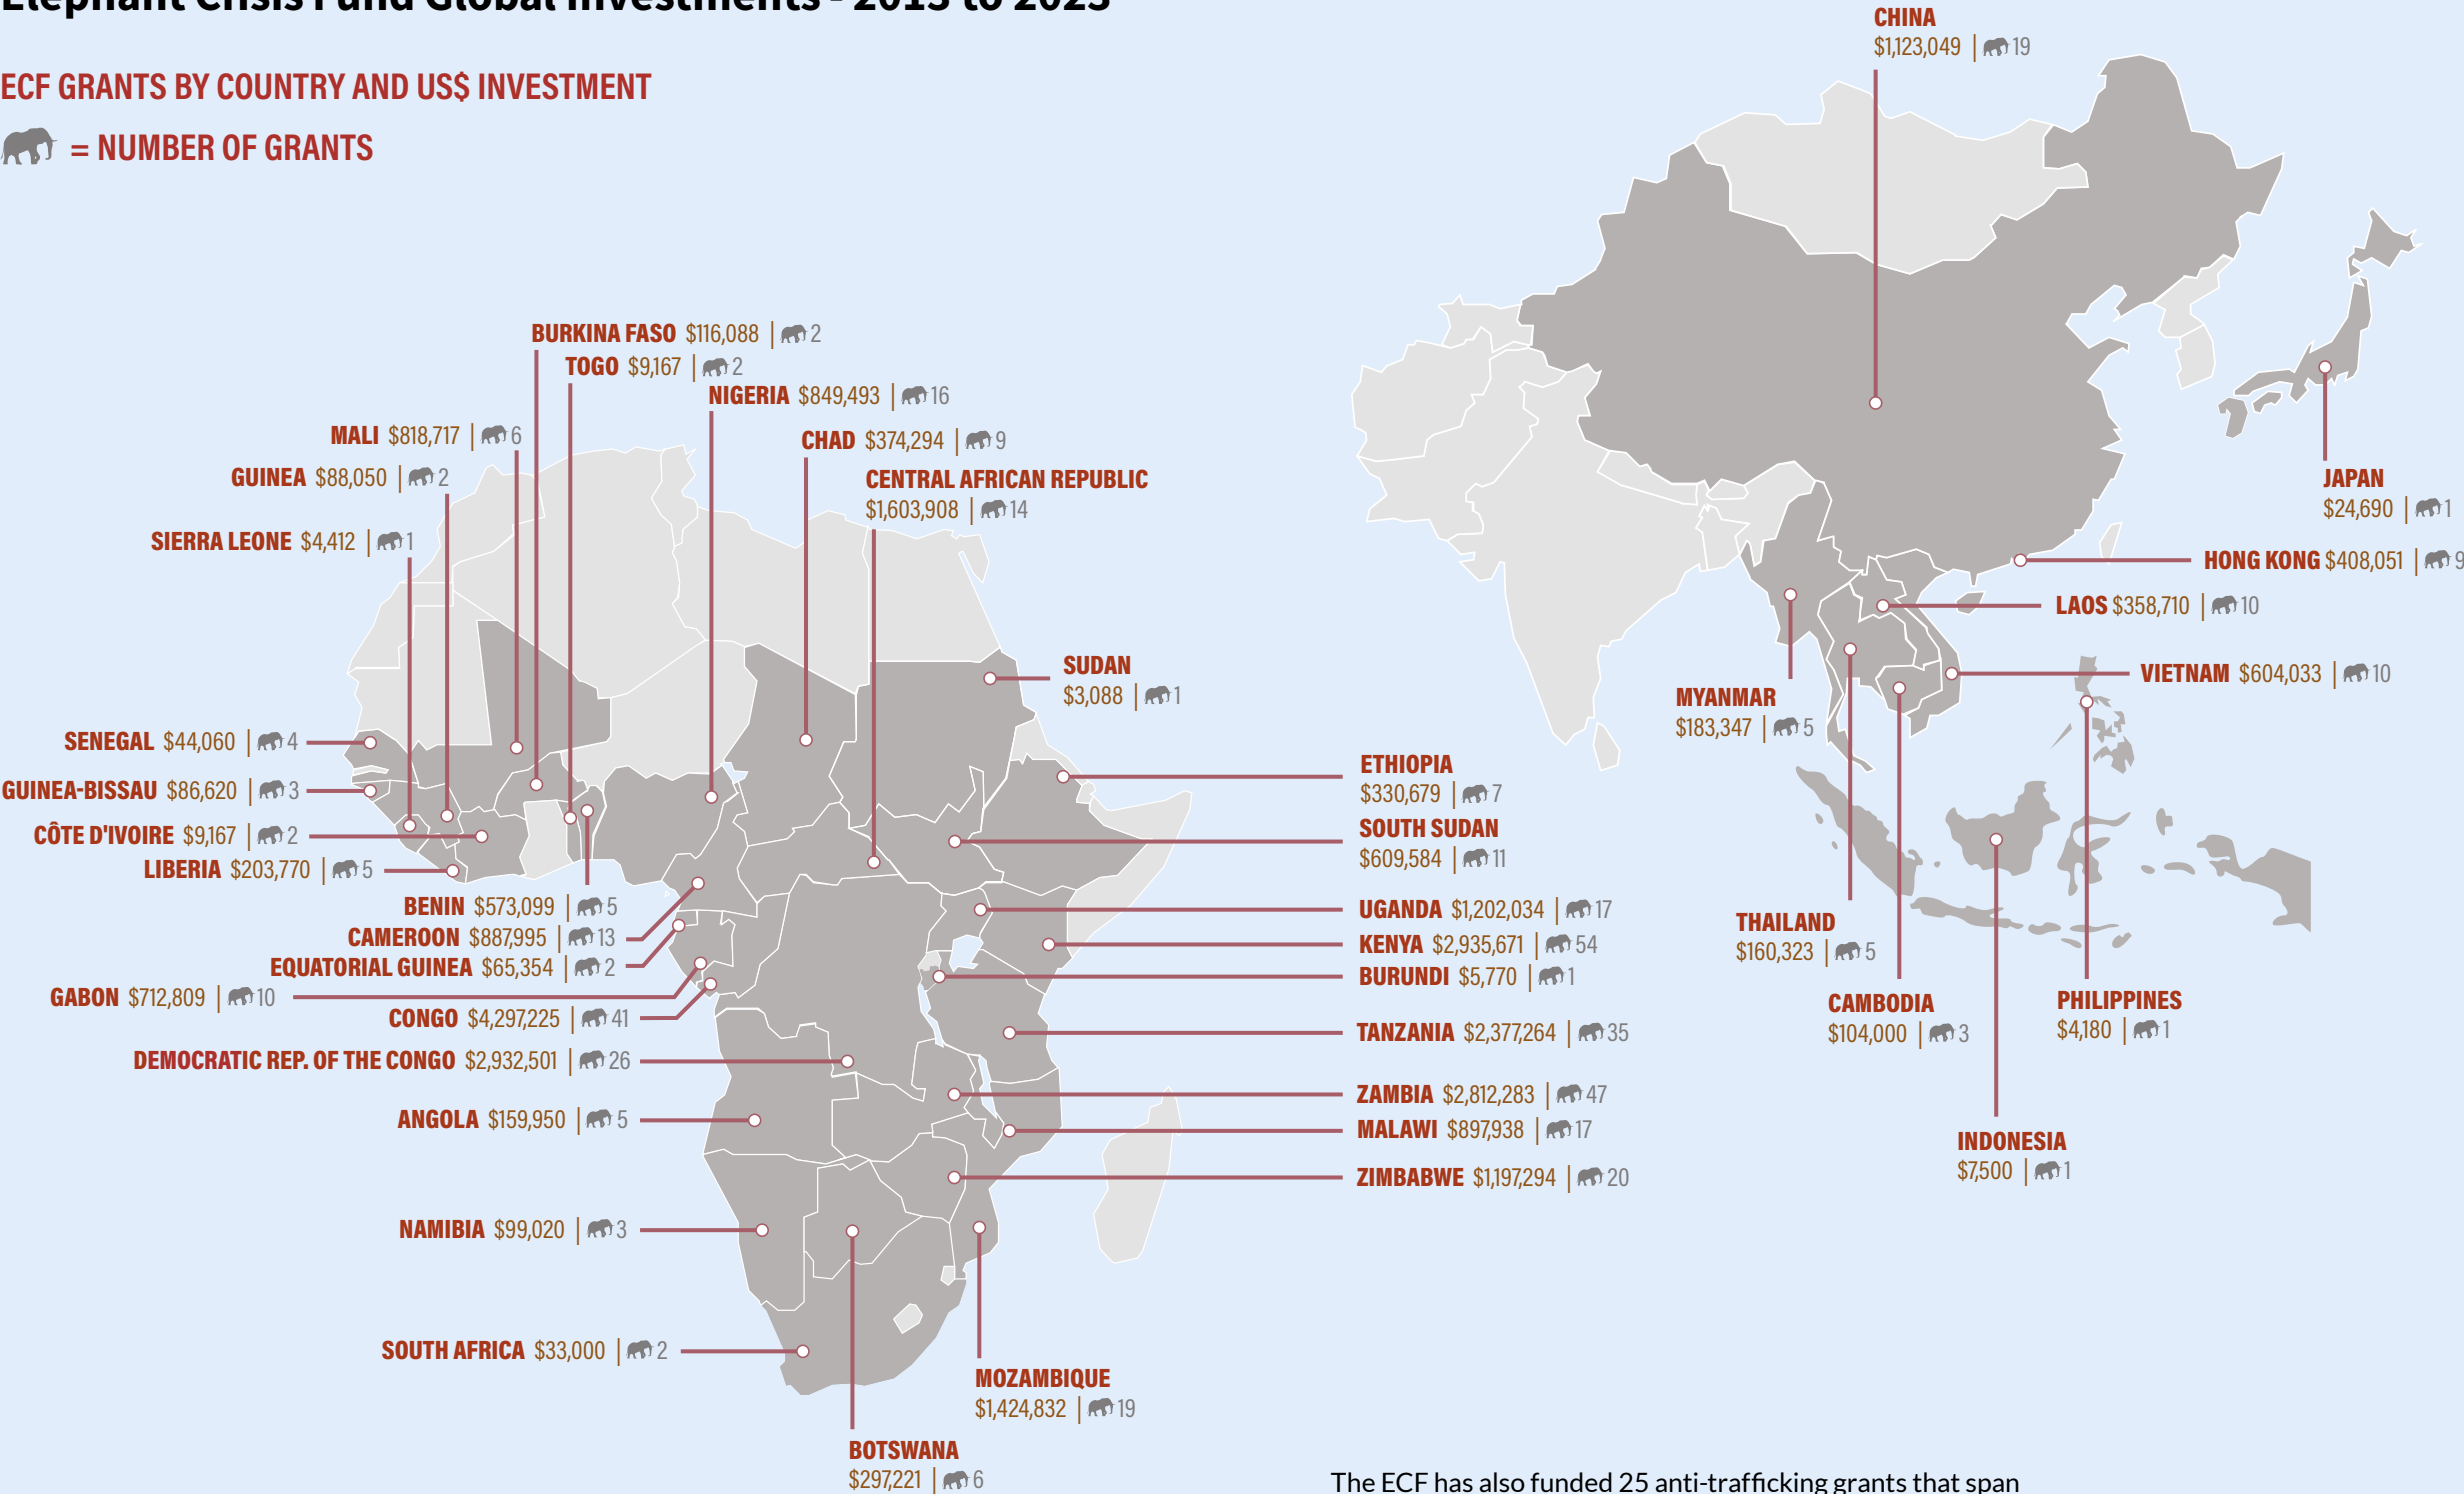 Elephant Crisis Fund Global Investments - 2013 to 2023
ECF GRANTS BY COUNTRY AND US$ INVESTMENT
= NUMBER OF GRANTS
CHINA
$1,123,049 | 19
BURKINA FASO $116,088 | 2
TOGO $9,167 | 2
NIGERIA $849,493 | 16
MALI $818,717 | 6
CHAD $374,294 | 9
GUINEA $88,050 | 2
CENTRAL AFRICAN REPUBLIC
$1,603,908 | 14
SIERRA LEONE $4,412 | 1
JAPAN
$24,690 | 1
HONG KONG $408,051 | 9
LAOS $358,710 | 10
SUDAN
$3,088 | 1
VIETNAM $604,033 | 10
MYANMAR
$183,347 | 5
SENEGAL $44,060 | 4
GUINEA-BISSAU $86,620 | 3
CÔTE D'IVOIRE $9,167 | 2
LIBERIA $203,770 | 5
ETHIOPIA
$330,679 | 7
SOUTH SUDAN
$609,584 | 11
BENIN $573,099 | 5
CAMEROON $887,995 | 13
EQUATORIAL GUINEA $65,354 | 2
GABON $712,809 | 10
CONGO $4,297,225 | 41
DEMOCRATIC REP. OF THE CONGO $2,932,501 | 26
ANGOLA $159,950 | 5
NAMIBIA $99,020 | 3
SOUTH AFRICA $33,000 | 2
UGANDA $1,202,034 | 17
KENYA $2,935,671 | 54
BURUNDI $5,770 | 1
TANZANIA $2,377,264 | 35
ZAMBIA $2,812,283 | 47
MALAWI $897,938 | 17
ZIMBABWE $1,197,294 | 20
THAILAND
$160,323 | 5
CAMBODIA
$104,000 | 3
PHILIPPINES
$4,180 | 1
INDONESIA
$7,500 | 1
MOZAMBIQUE
$1,424,832 | 19
BOTSWANA
$297,221 | 6
The ECF has also funded 25 anti-trafficking grants that span